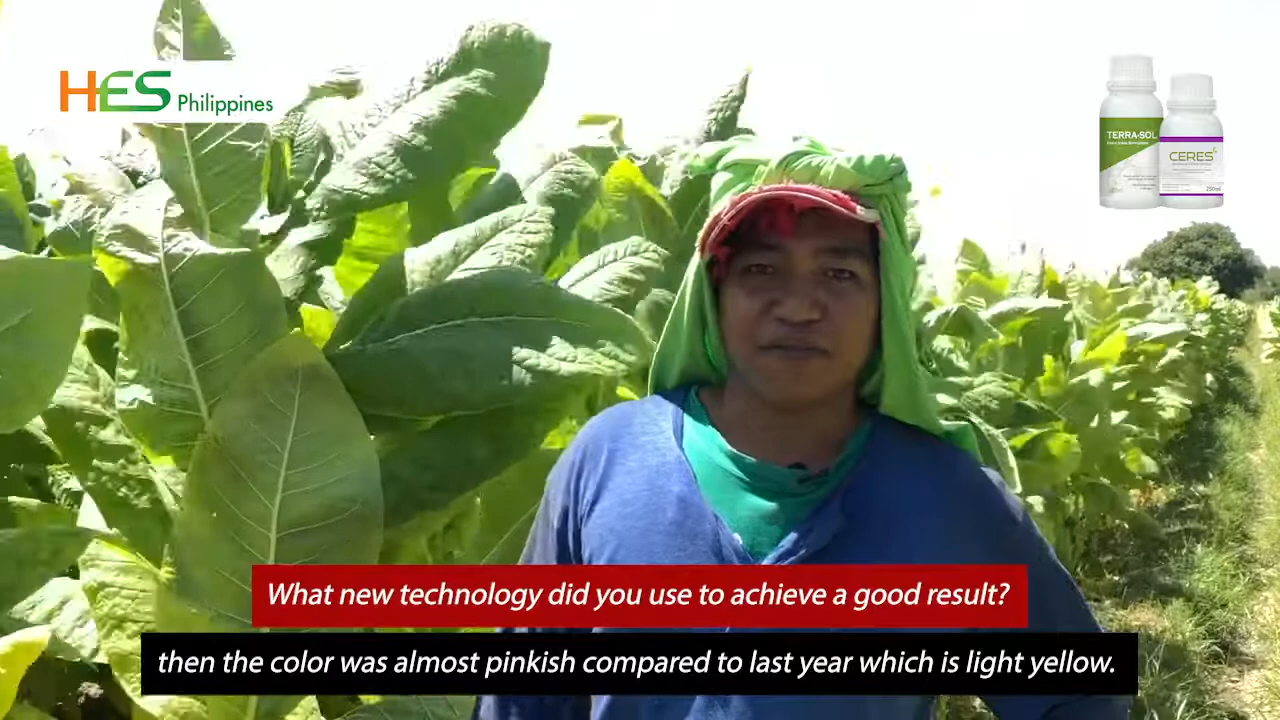 HES Philippines
TERRA-SOL
CERES
250ml
What new technology did you use to achieve a good result?
then the color was almost pinkish compared to last year which is light yellow.